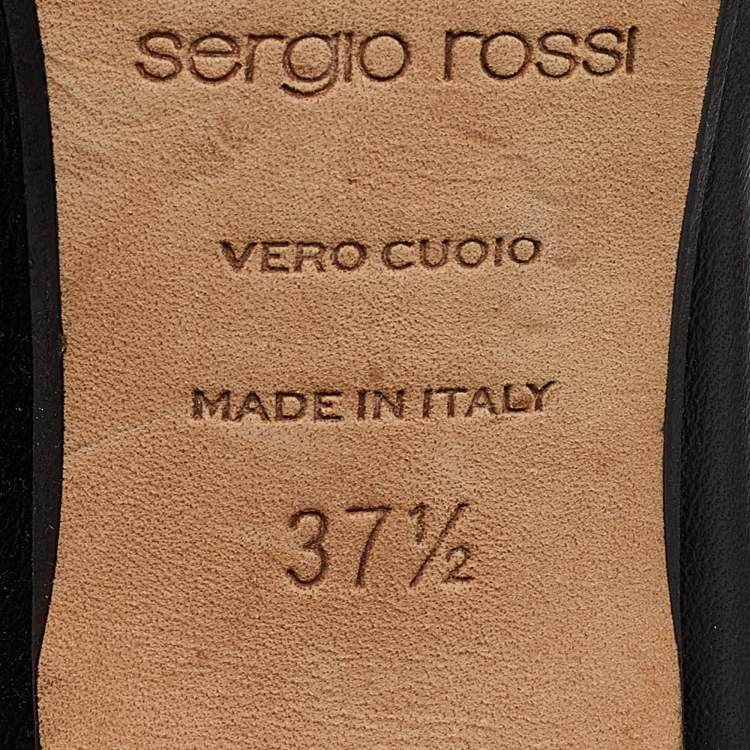 sergio rossi
VERO CUOIO
MADE IN ITALY
37½